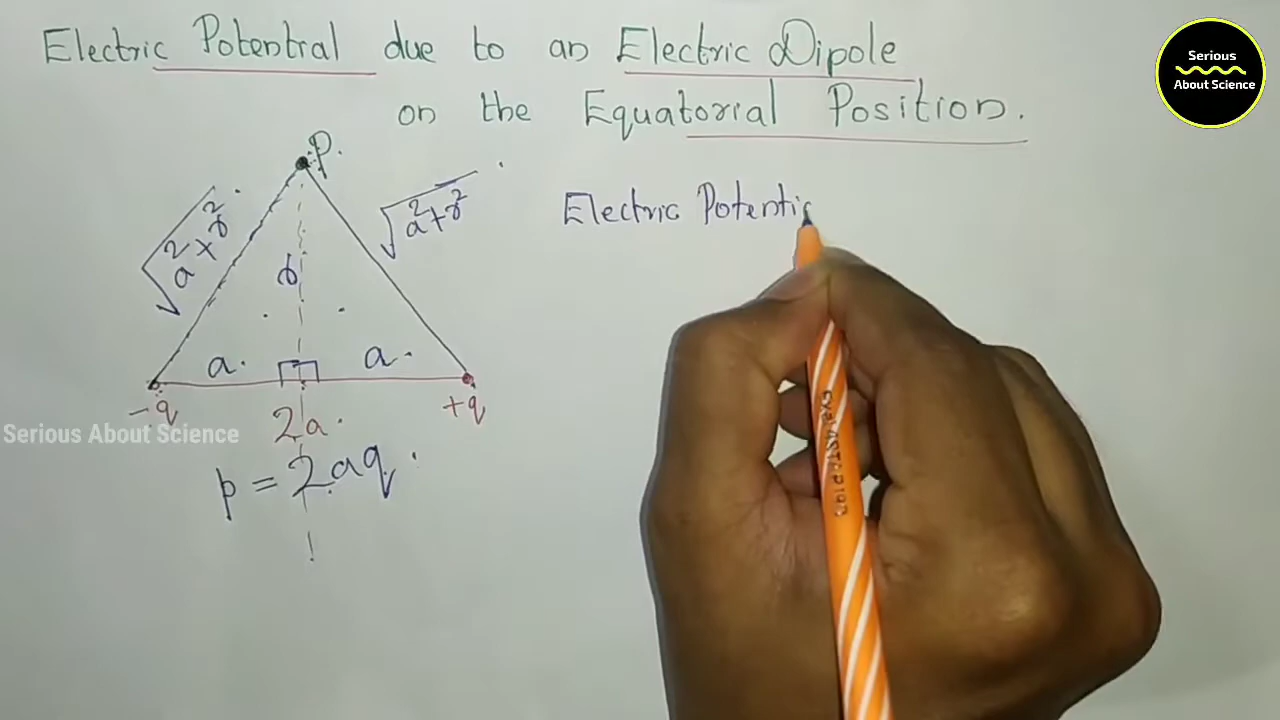 Electric Potential due to an Electric Dipole
on the Equatorial Position.
Serious
About Science
P.
√a²+r²
√a²+r²
Electric Potenti
r
a.
a.
-q
+q
Serious About Science
2a.
p = 2aq.